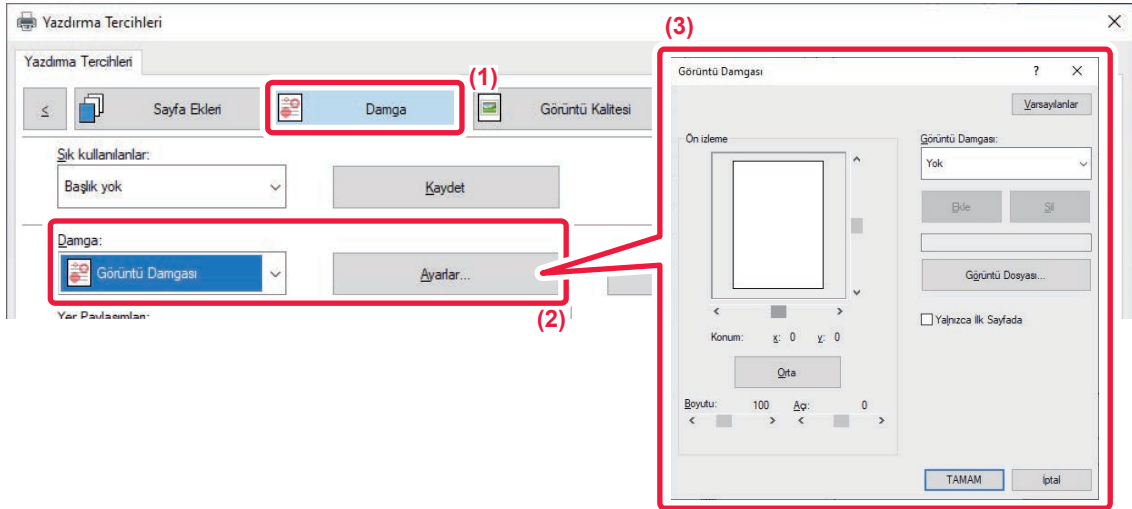 Yazdırma Tercihleri
Yazdırma Tercihleri
(1)
≤ Sayfa Ekleri Damga Görüntü Kalitesi
Sık kullanılanlar:
Başlık yok Kaydet
Damga:
Görüntü Damgası Ayarlar...
(2)
Yer Paylaşımları:
(3)
Görüntü Damgası ? X
Varsayılanlar
Ön izleme
Görüntü Damgası:
Yok
Ekle Sil
Görüntü Dosyası...
Yalnızca İlk Sayfada
Konum: x: 0 y: 0
Orta
Boyutu: 100 Açı: 0
TAMAM İptal